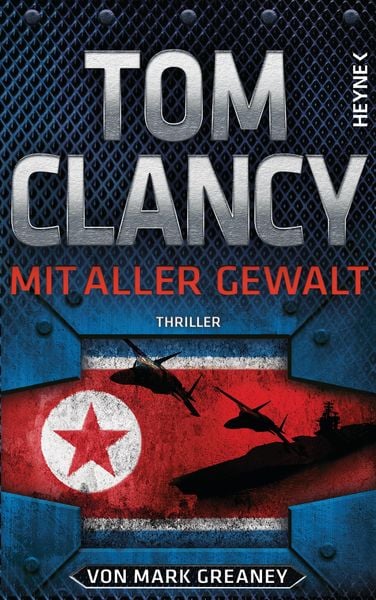 TOM
CLANCY
HEYNE <
MIT ALLER GEWALT
THRILLER
VON MARK GREANEY